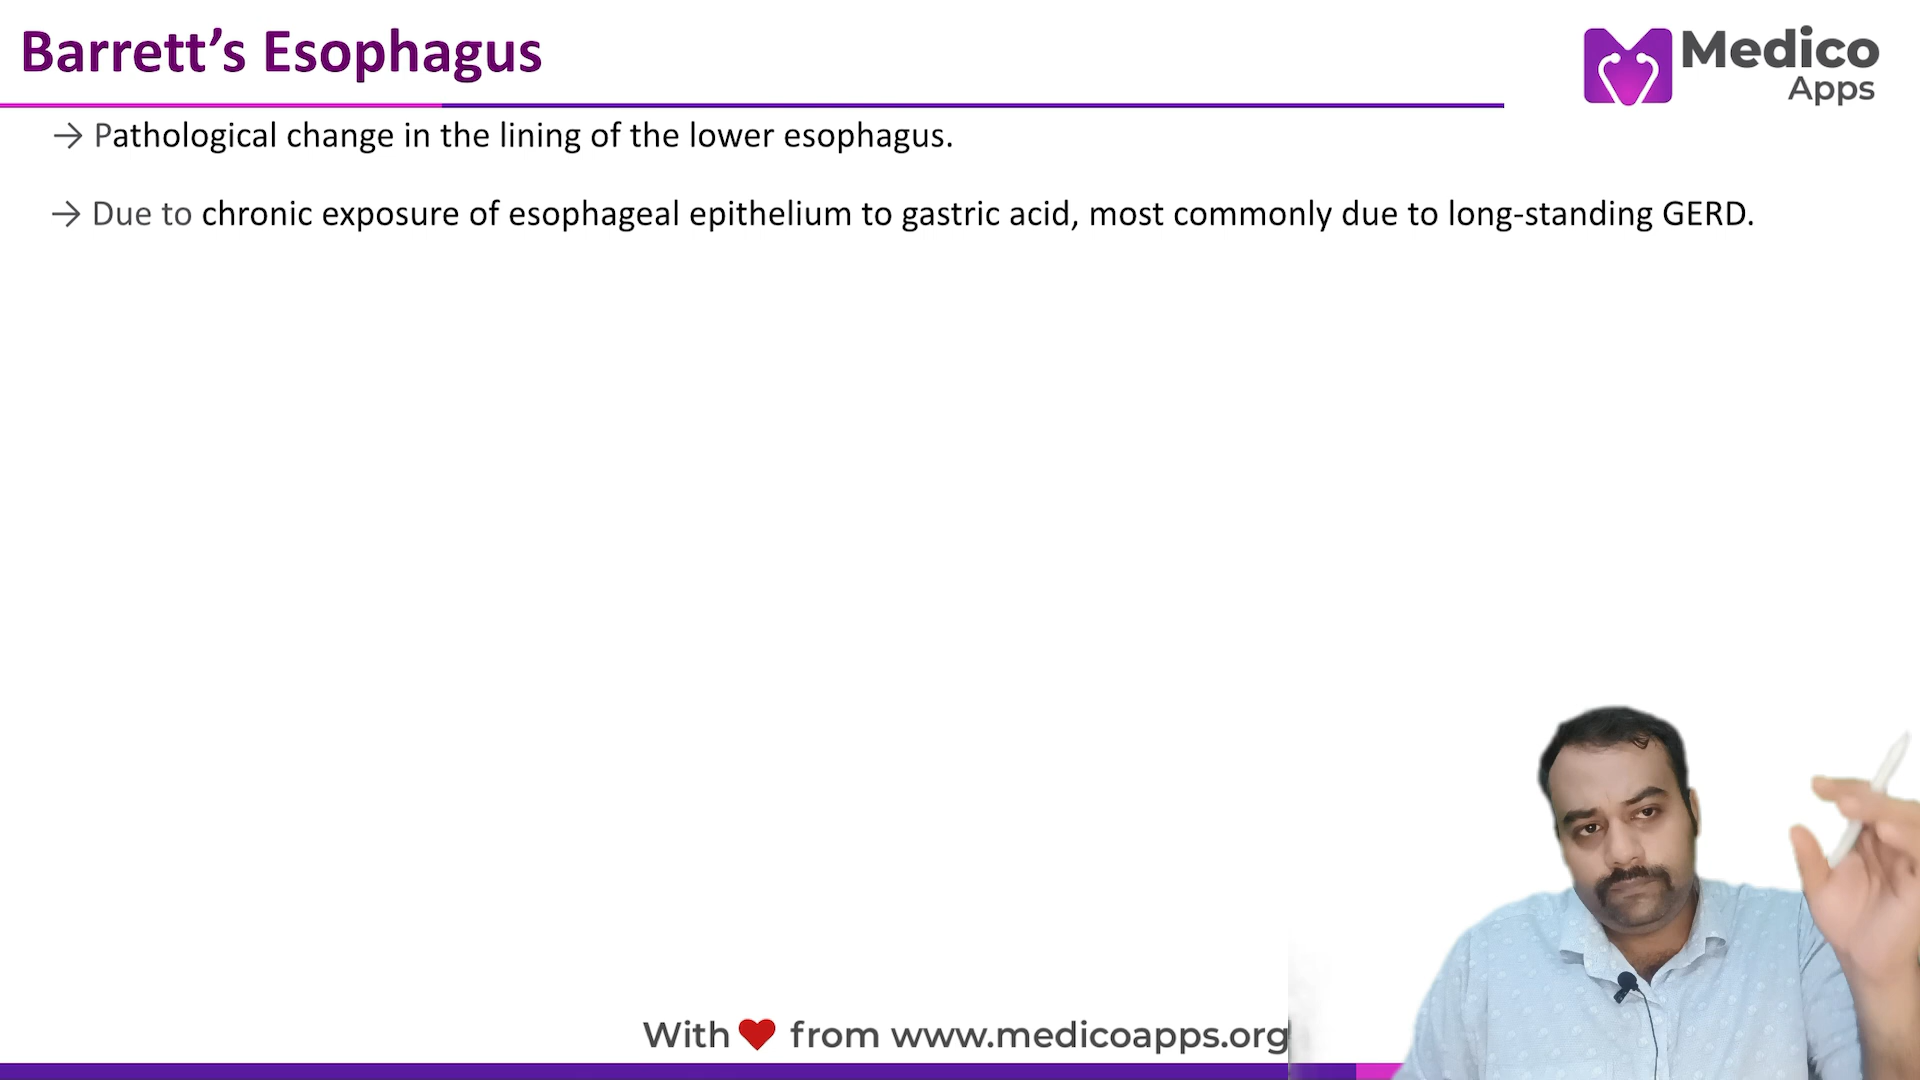 Barrett’s Esophagus
Medico
Apps
→ Pathological change in the lining of the lower esophagus.
→ Due to chronic exposure of esophageal epithelium to gastric acid, most commonly due to long-standing GERD.
With ❤ from www.medicoapps.org